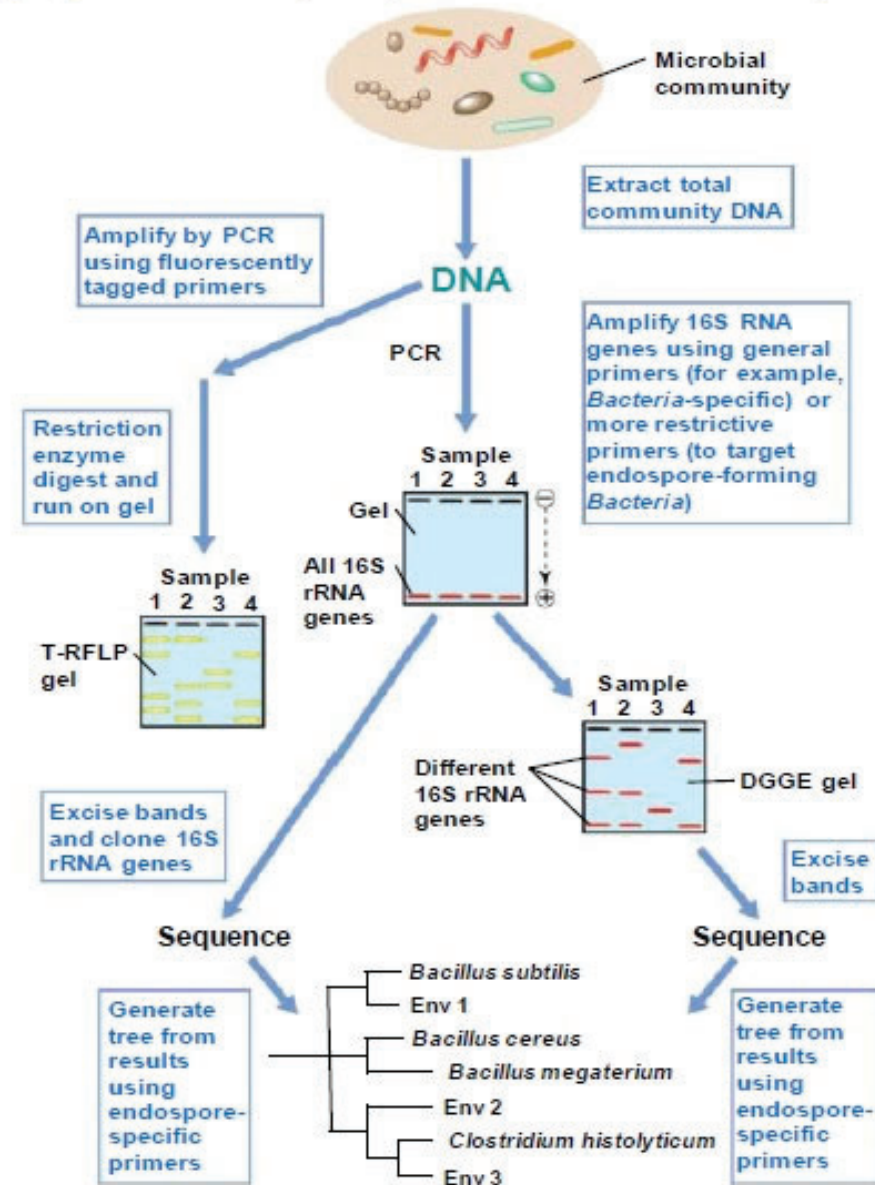 Microbial
community
Extract total
community DNA
Amplify by PCR
using fluorescently
tagged primers
DNA
PCR
Amplify 16S RNA
genes using general
primers (for example,
Bacteria-specific) or
more restrictive
primers (to target
endospore-forming
Bacteria)
Restriction
enzyme
digest and
run on gel
Sample
1 2 3 4
Gel
All 16S
rRNA
genes
−
+
Sample
1 2 3 4
T-RFLP
gel
Sample
1 2 3 4
Different
16S rRNA
genes
DGGE gel
Excise bands
and clone 16S
rRNA genes
Excise
bands
Sequence
Sequence
Generate
tree from
results
using
endospore-
specific
primers
Bacillus subtilis
Env 1
Bacillus cereus
Bacillus megaterium
Env 2
Clostridium histolyticum
Env 3
Generate
tree from
results
using
endospore-
specific
primers